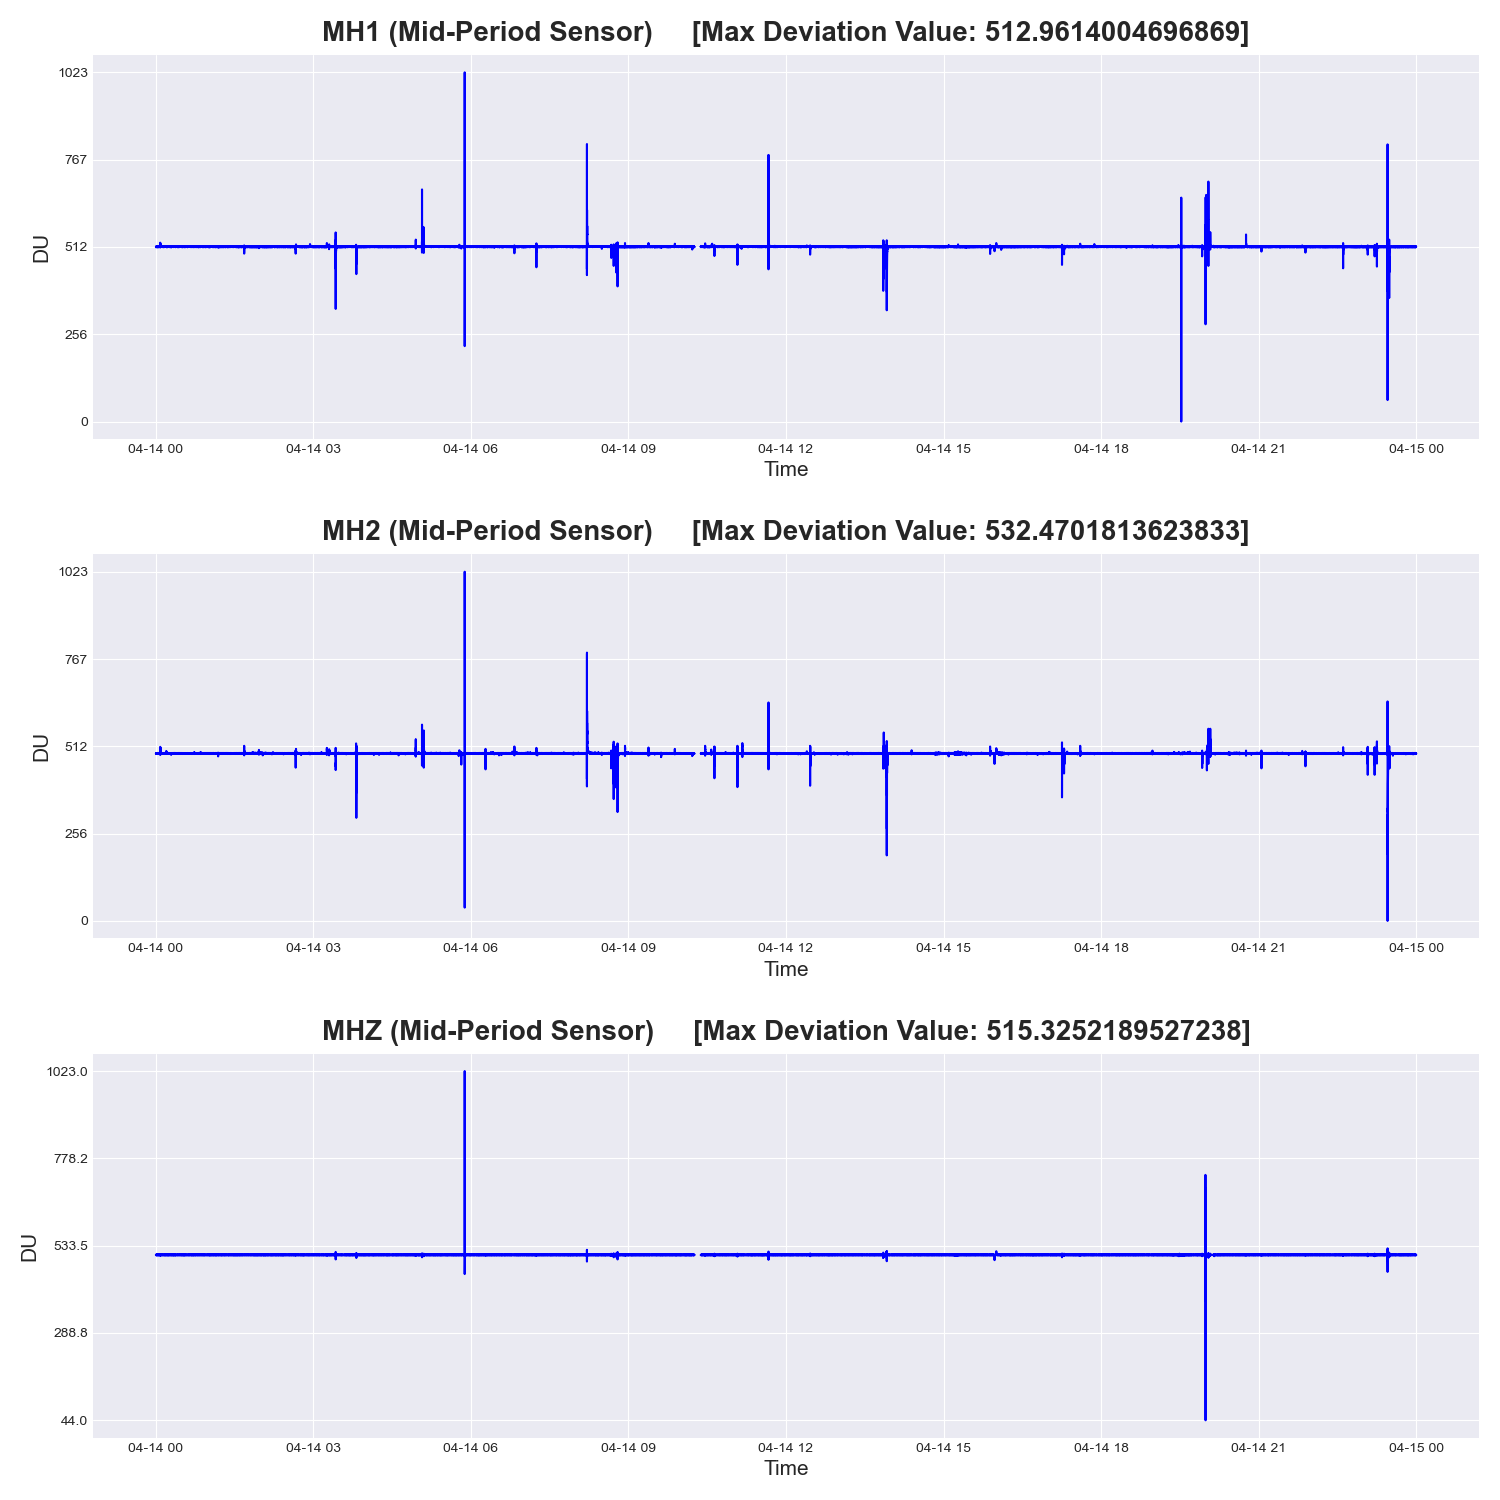 MH1 (Mid-Period Sensor) [Max Deviation Value: 512.9614004696869]
1023
767
512
256
0
DU
04-14 00 04-14 03 04-14 06 04-14 09 04-14 12 04-14 15 04-14 18 04-14 21 04-15 00
Time
MH2 (Mid-Period Sensor) [Max Deviation Value: 532.4701813623833]
1023
767
512
256
0
DU
04-14 00 04-14 03 04-14 06 04-14 09 04-14 12 04-14 15 04-14 18 04-14 21 04-15 00
Time
MHZ (Mid-Period Sensor) [Max Deviation Value: 515.3252189527238]
1023.0
778.2
533.5
288.8
44.0
DU
04-14 00 04-14 03 04-14 06 04-14 09 04-14 12 04-14 15 04-14 18 04-14 21 04-15 00
Time